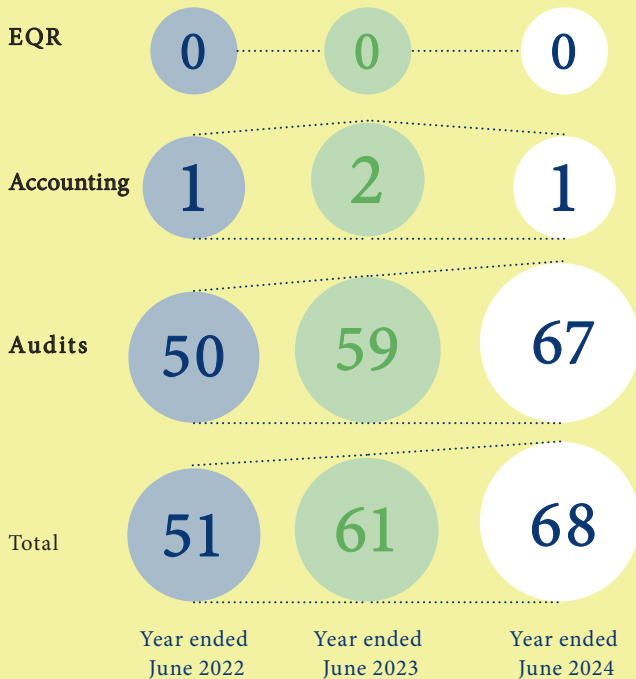 EQR
0 0 0
Accounting
1 2 1
Audits
50 59 67
Total
51 61 68
Year ended Year ended Year ended
June 2022 June 2023 June 2024